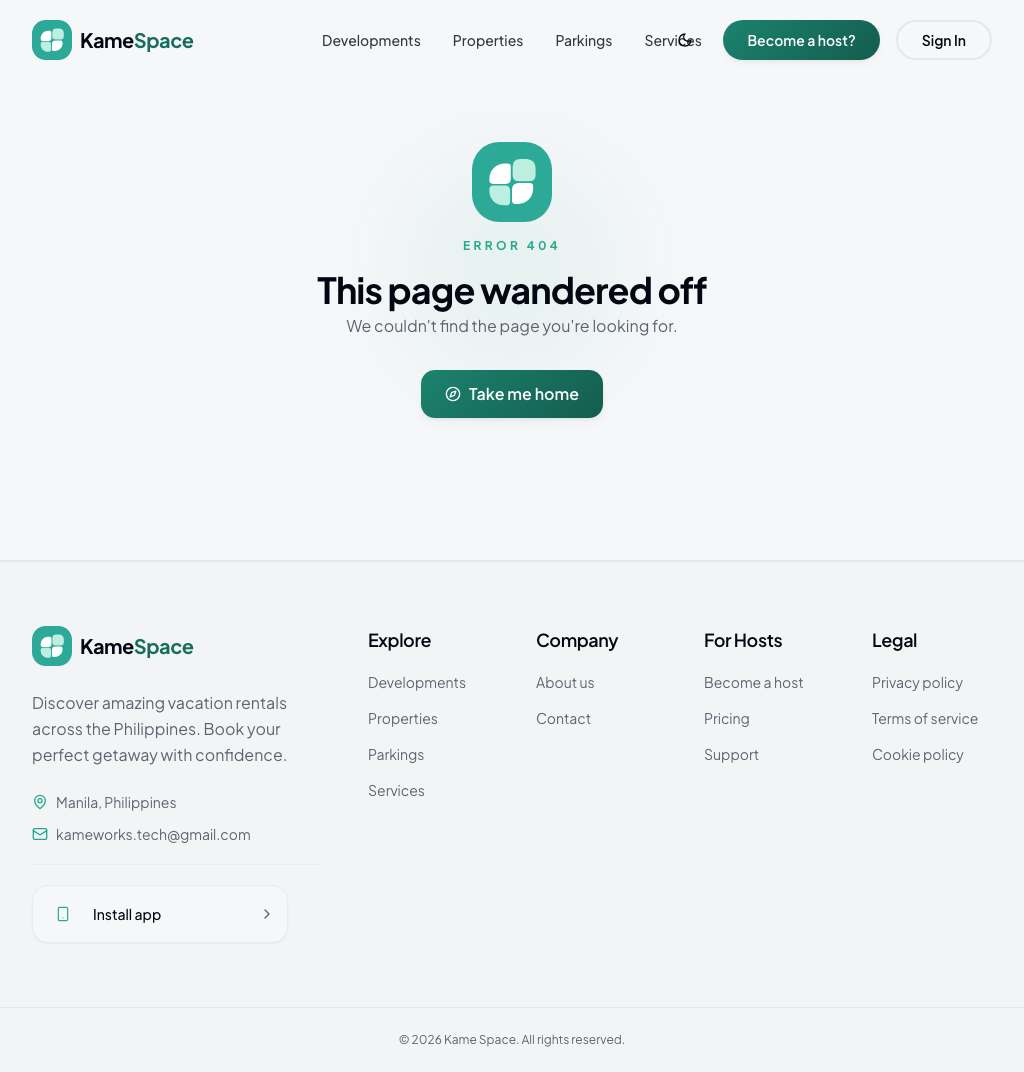 KameSpace
Developments Properties Parkings Services Become a host? Sign In
ERROR 404
This page wandered off
We couldn't find the page you're looking for.
Take me home
KameSpace
Discover amazing vacation rentals
across the Philippines. Book your
perfect getaway with confidence.
Manila, Philippines
kameworks.tech@gmail.com
Install app
Explore
Developments
Properties
Parkings
Services
Company
About us
Contact
For Hosts
Become a host
Pricing
Support
Legal
Privacy policy
Terms of service
Cookie policy
© 2026 Kame Space. All rights reserved.